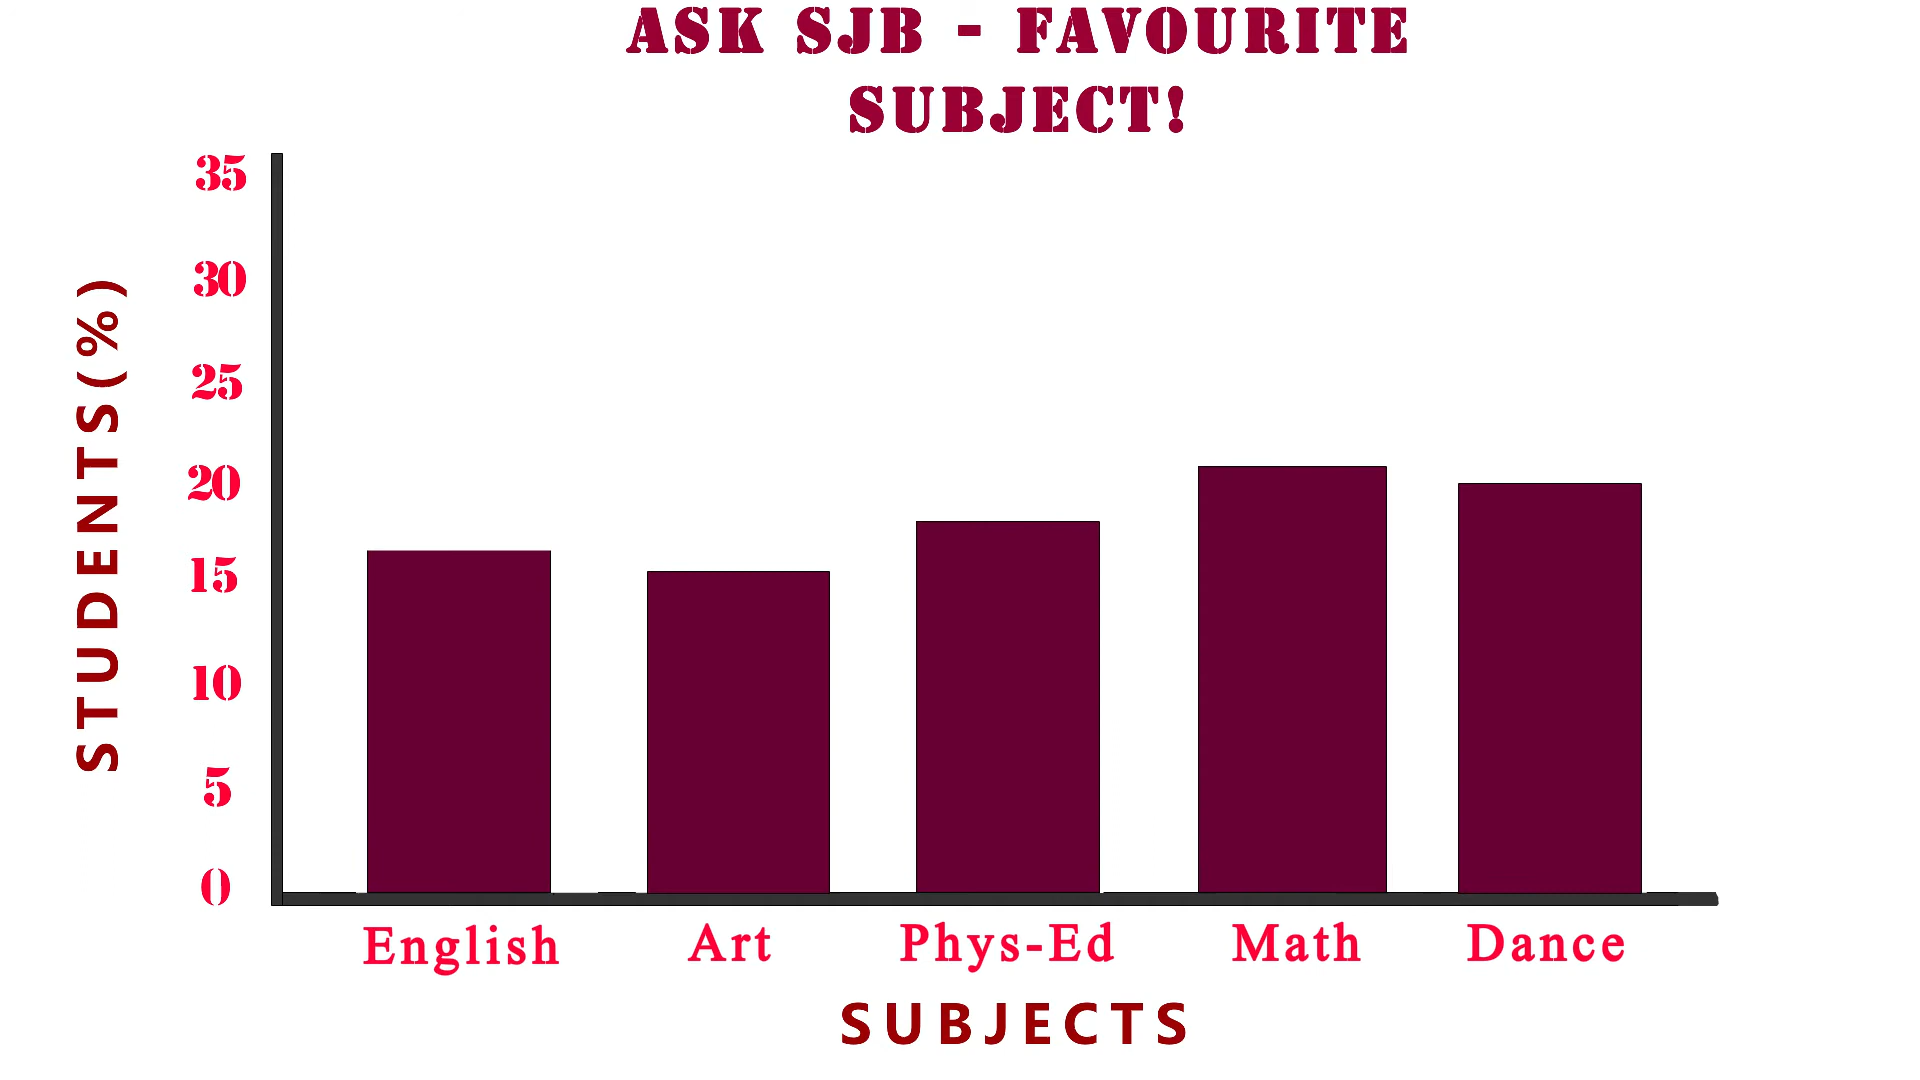 ASK SJB - FAVOURITE
SUBJECT!
35
30
25
20
15
10
5
0
STUDENTS(%)
English Art Phys-Ed Math Dance
SUBJECTS